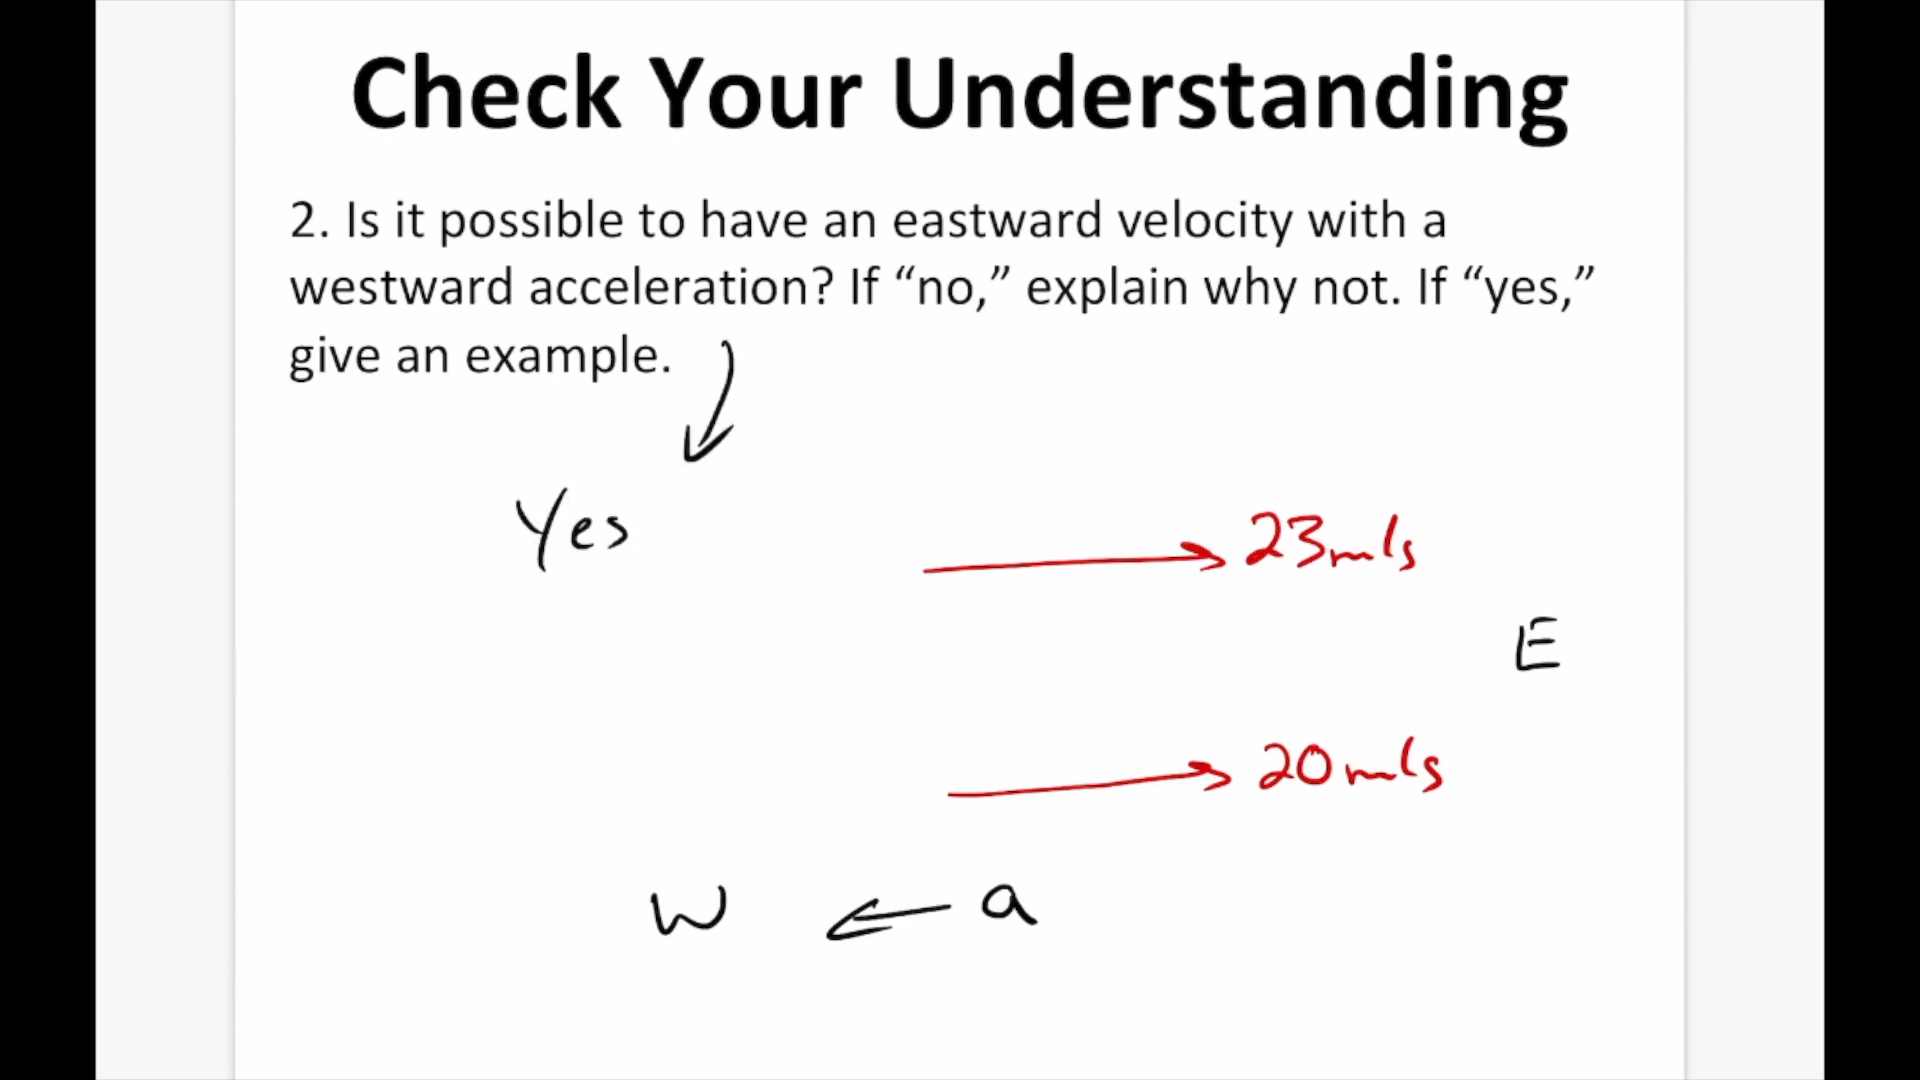 Check Your Understanding
2. Is it possible to have an eastward velocity with a
westward acceleration? If “no,” explain why not. If “yes,”
give an example.
Yes
23m/s
E
20m/s
W
a